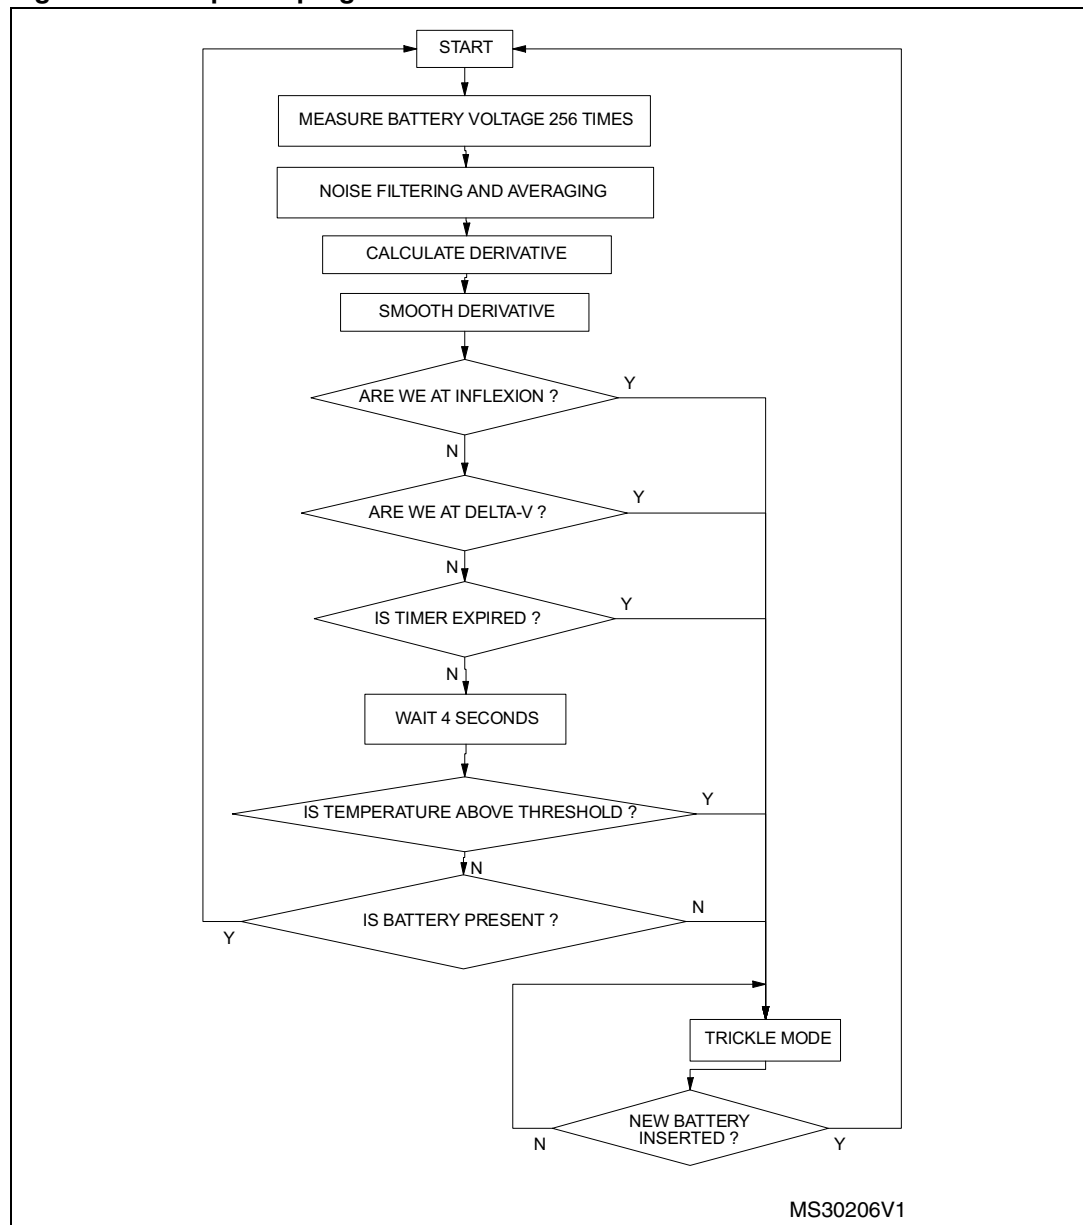 START
MEASURE BATTERY VOLTAGE 256 TIMES
NOISE FILTERING AND AVERAGING
CALCULATE DERIVATIVE
SMOOTH DERIVATIVE
ARE WE AT INFLEXION ?
Y
N
ARE WE AT DELTA-V ?
Y
N
IS TIMER EXPIRED ?
Y
N
WAIT 4 SECONDS
IS TEMPERATURE ABOVE THRESHOLD ?
Y
N
IS BATTERY PRESENT ?
N
Y
TRICKLE MODE
NEW BATTERY
INSERTED ?
N
Y
MS30206V1